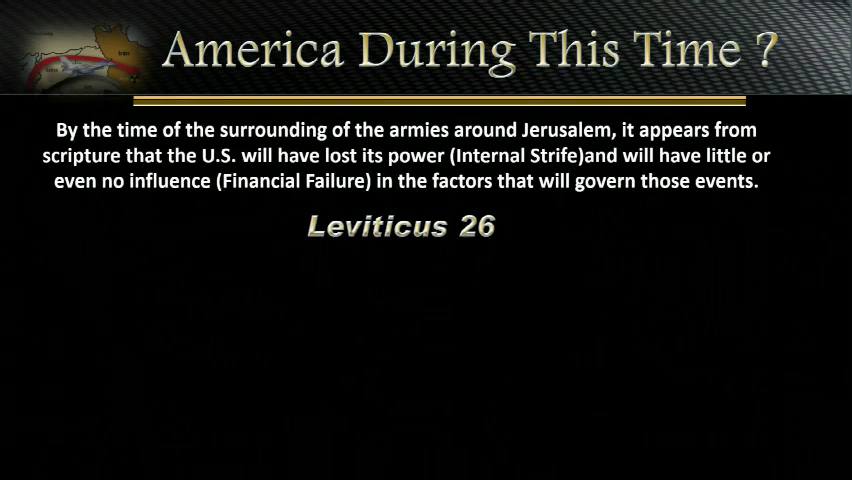 America During This Time ?
By the time of the surrounding of the armies around Jerusalem, it appears from
scripture that the U.S. will have lost its power (Internal Strife)and will have little or
even no influence (Financial Failure) in the factors that will govern those events.
Leviticus 26